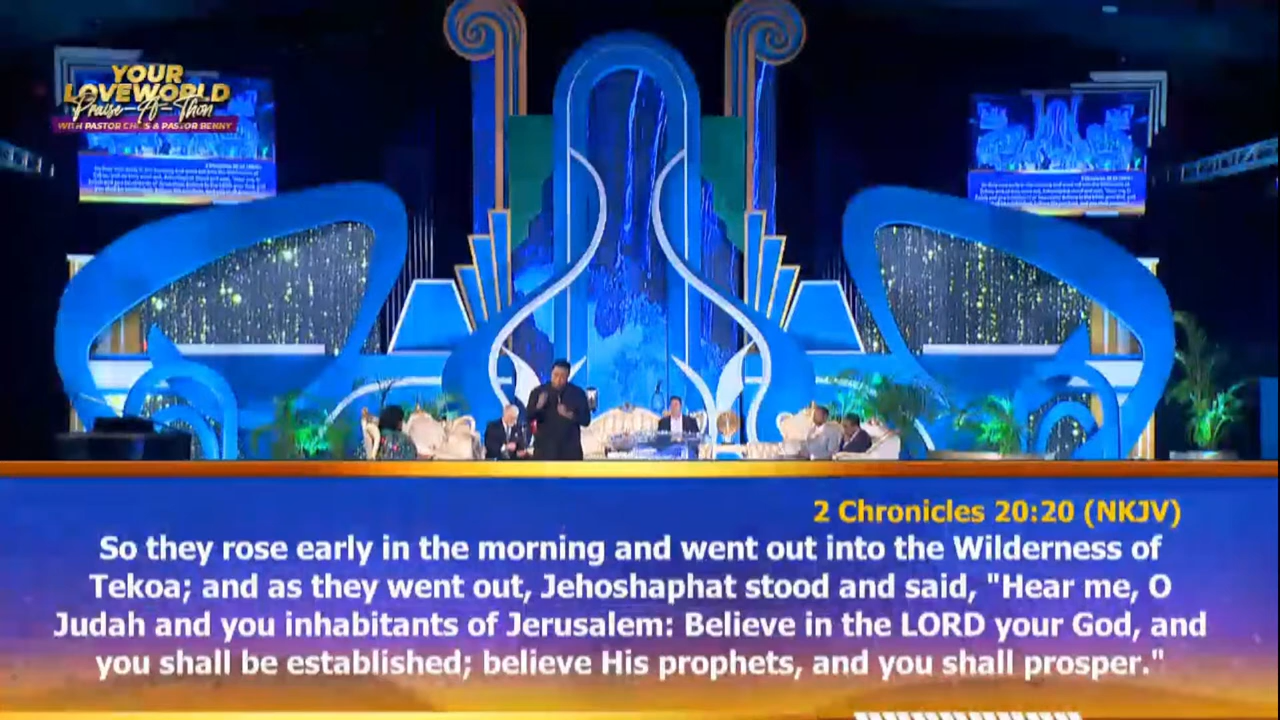 YOUR
LOVEWORLD
Praise-A-Thon
WITH PASTOR CHRIS & PASTOR BENNY
2 Chronicles 20:20 (NKJV)
So they rose early in the morning and went out into the Wilderness of
Tekoa; and as they went out, Jehoshaphat stood and said, "Hear me, O
Judah and you inhabitants of Jerusalem: Believe in the LORD your God, and
you shall be established; believe His prophets, and you shall prosper."